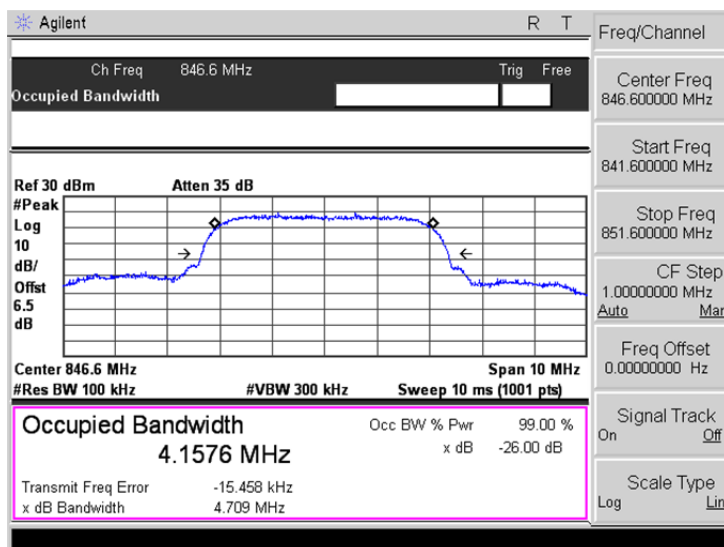 Agilent R T
Ch Freq 846.6 MHz Trig Free
Occupied Bandwidth
Ref 30 dBm Atten 35 dB
#Peak
Log
10
dB/
Offst
6.5
dB
Center 846.6 MHz Span 10 MHz
#Res BW 100 kHz #VBW 300 kHz Sweep 10 ms (1001 pts)
Occupied Bandwidth
4.1576 MHz
Occ BW % Pwr 99.00 %
x dB -26.00 dB
Transmit Freq Error -15.458 kHz
x dB Bandwidth 4.709 MHz
Freq/Channel
Center Freq
846.600000 MHz
Start Freq
841.600000 MHz
Stop Freq
851.600000 MHz
CF Step
1.00000000 MHz
Auto Man
Freq Offset
0.00000000 Hz
Signal Track
On Off
Scale Type
Log Lin